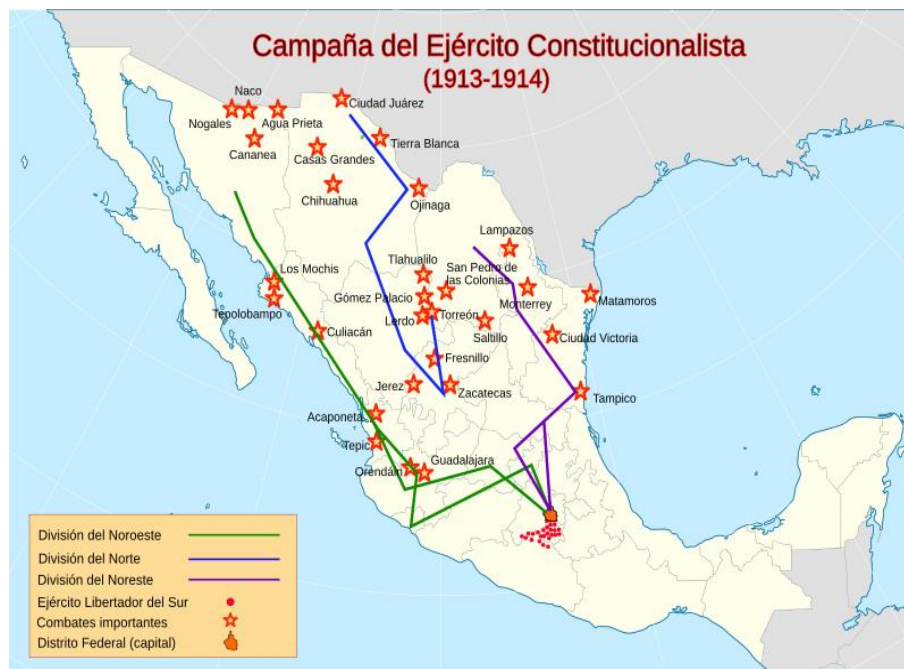 Campaña del Ejército Constitucionalista
(1913-1914)
Naco
Ciudad Juárez
Nogales
Agua Prieta
Tierra Blanca
Cananea
Casas Grandes
Chihuahua
Ojinaga
Lampazos
Tlahualilo
San Pedro de
las Colonias
Los Mochis
Gómez Palacio
Monterrey
Matamoros
Tepolobampo
Lerdo
Torreón
Culiacán
Saltillo
Ciudad Victoria
Fresnillo
Jerez
Zacatecas
Tampico
Acaponeta
Tepic
Guadalajara
Orendáin
División del Noroeste
División del Norte
División del Noreste
Ejército Libertador del Sur
Combates importantes
Distrito Federal (capital)